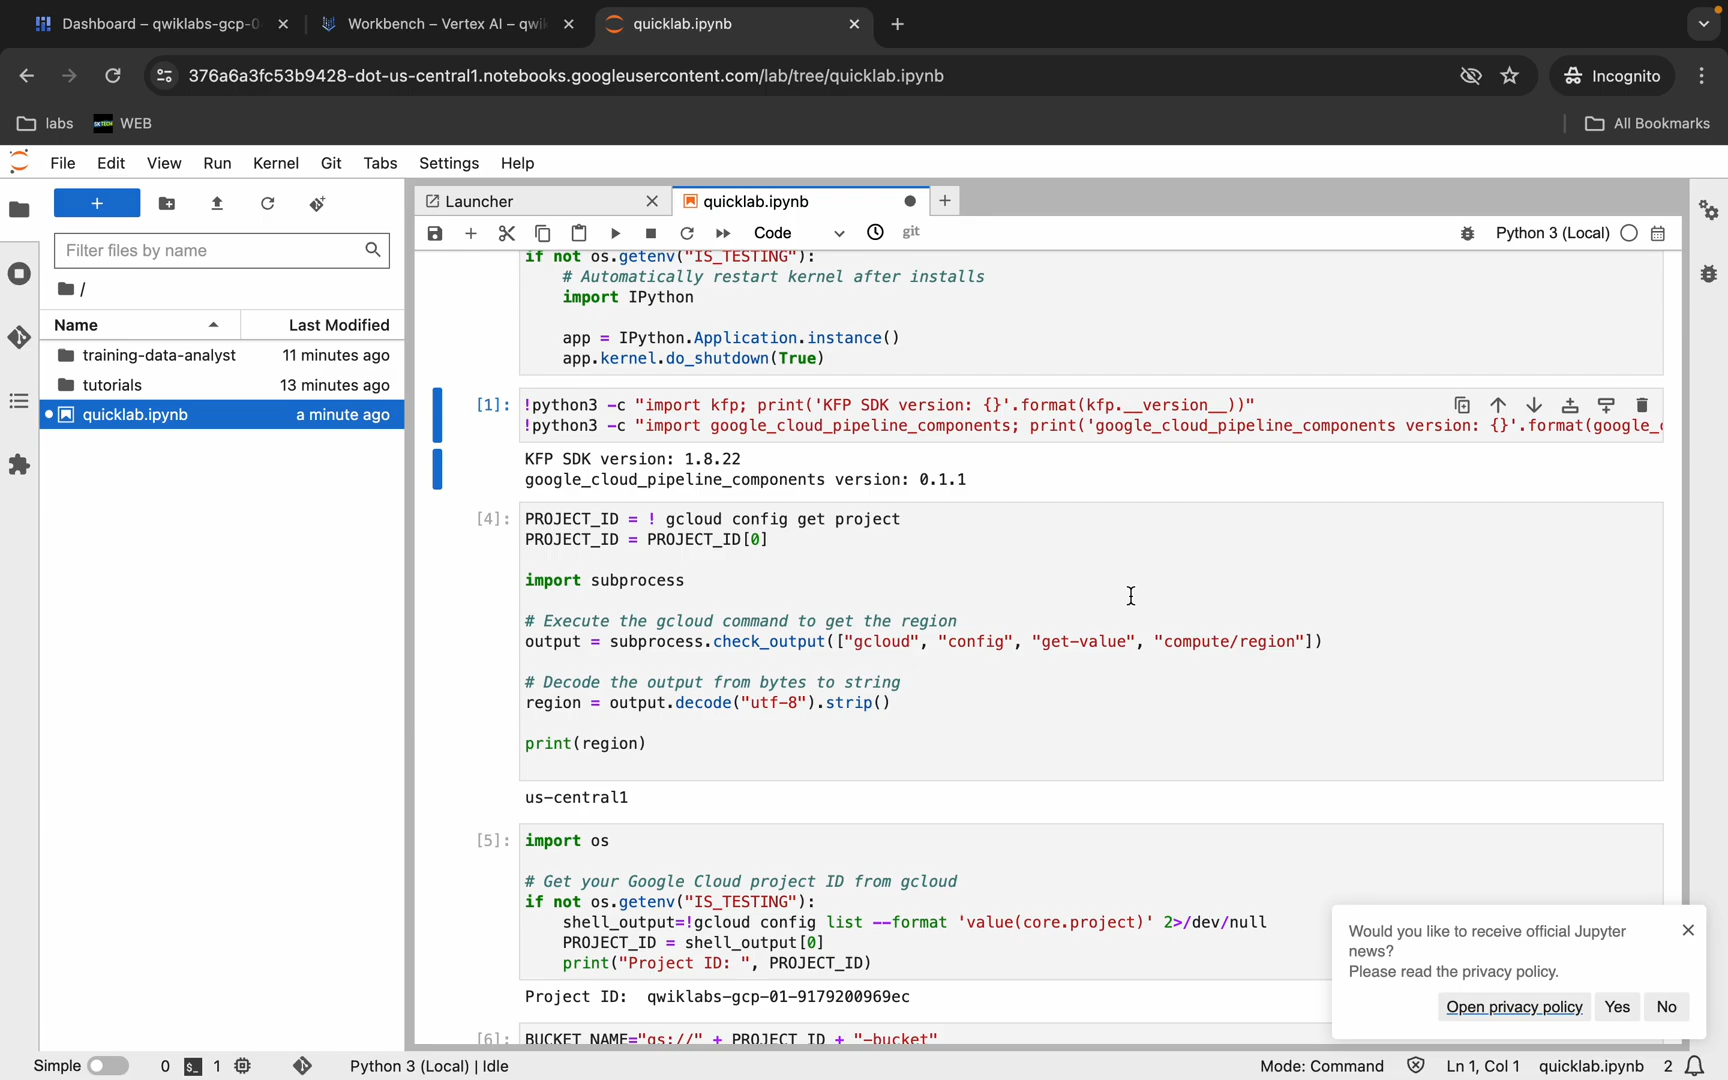 Dashboard – qwiklabs-gcp-0
Workbench – Vertex AI – qwi
quicklab.ipynb
376a6a3fc53b9428-dot-us-central1.notebooks.googleusercontent.com/lab/tree/quicklab.ipynb
Incognito
labs
WEB
All Bookmarks
File Edit View Run Kernel Git Tabs Settings Help
Launcher
quicklab.ipynb
Code
git
Python 3 (Local)
Filter files by name
/
Name
Last Modified
training-data-analyst 11 minutes ago
tutorials 13 minutes ago
quicklab.ipynb a minute ago
if not os.getenv("IS_TESTING"):
# Automatically restart kernel after installs
import IPython
app = IPython.Application.instance()
app.kernel.do_shutdown(True)
[1]: !python3 -c "import kfp; print('KFP SDK version: {}'.format(kfp.__version__))"
!python3 -c "import google_cloud_pipeline_components; print('google_cloud_pipeline_components version: {}'.format(google_
KFP SDK version: 1.8.22
google_cloud_pipeline_components version: 0.1.1
[4]: PROJECT_ID = ! gcloud config get project
PROJECT_ID = PROJECT_ID[0]
import subprocess
# Execute the gcloud command to get the region
output = subprocess.check_output(["gcloud", "config", "get-value", "compute/region"])
# Decode the output from bytes to string
region = output.decode("utf-8").strip()
print(region)
us-central1
[5]: import os
# Get your Google Cloud project ID from gcloud
if not os.getenv("IS_TESTING"):
shell_output=!gcloud config list --format 'value(core.project)' 2>/dev/null
PROJECT_ID = shell_output[0]
print("Project ID: ", PROJECT_ID)
Project ID:  qwiklabs-gcp-01-9179200969ec
[6]: BUCKET_NAME="gs://" + PROJECT_ID + "-bucket"
Would you like to receive official Jupyter
news?
Please read the privacy policy.
Open privacy policy Yes No
Simple 0 1 Python 3 (Local) | Idle Mode: Command Ln 1, Col 1 quicklab.ipynb 2